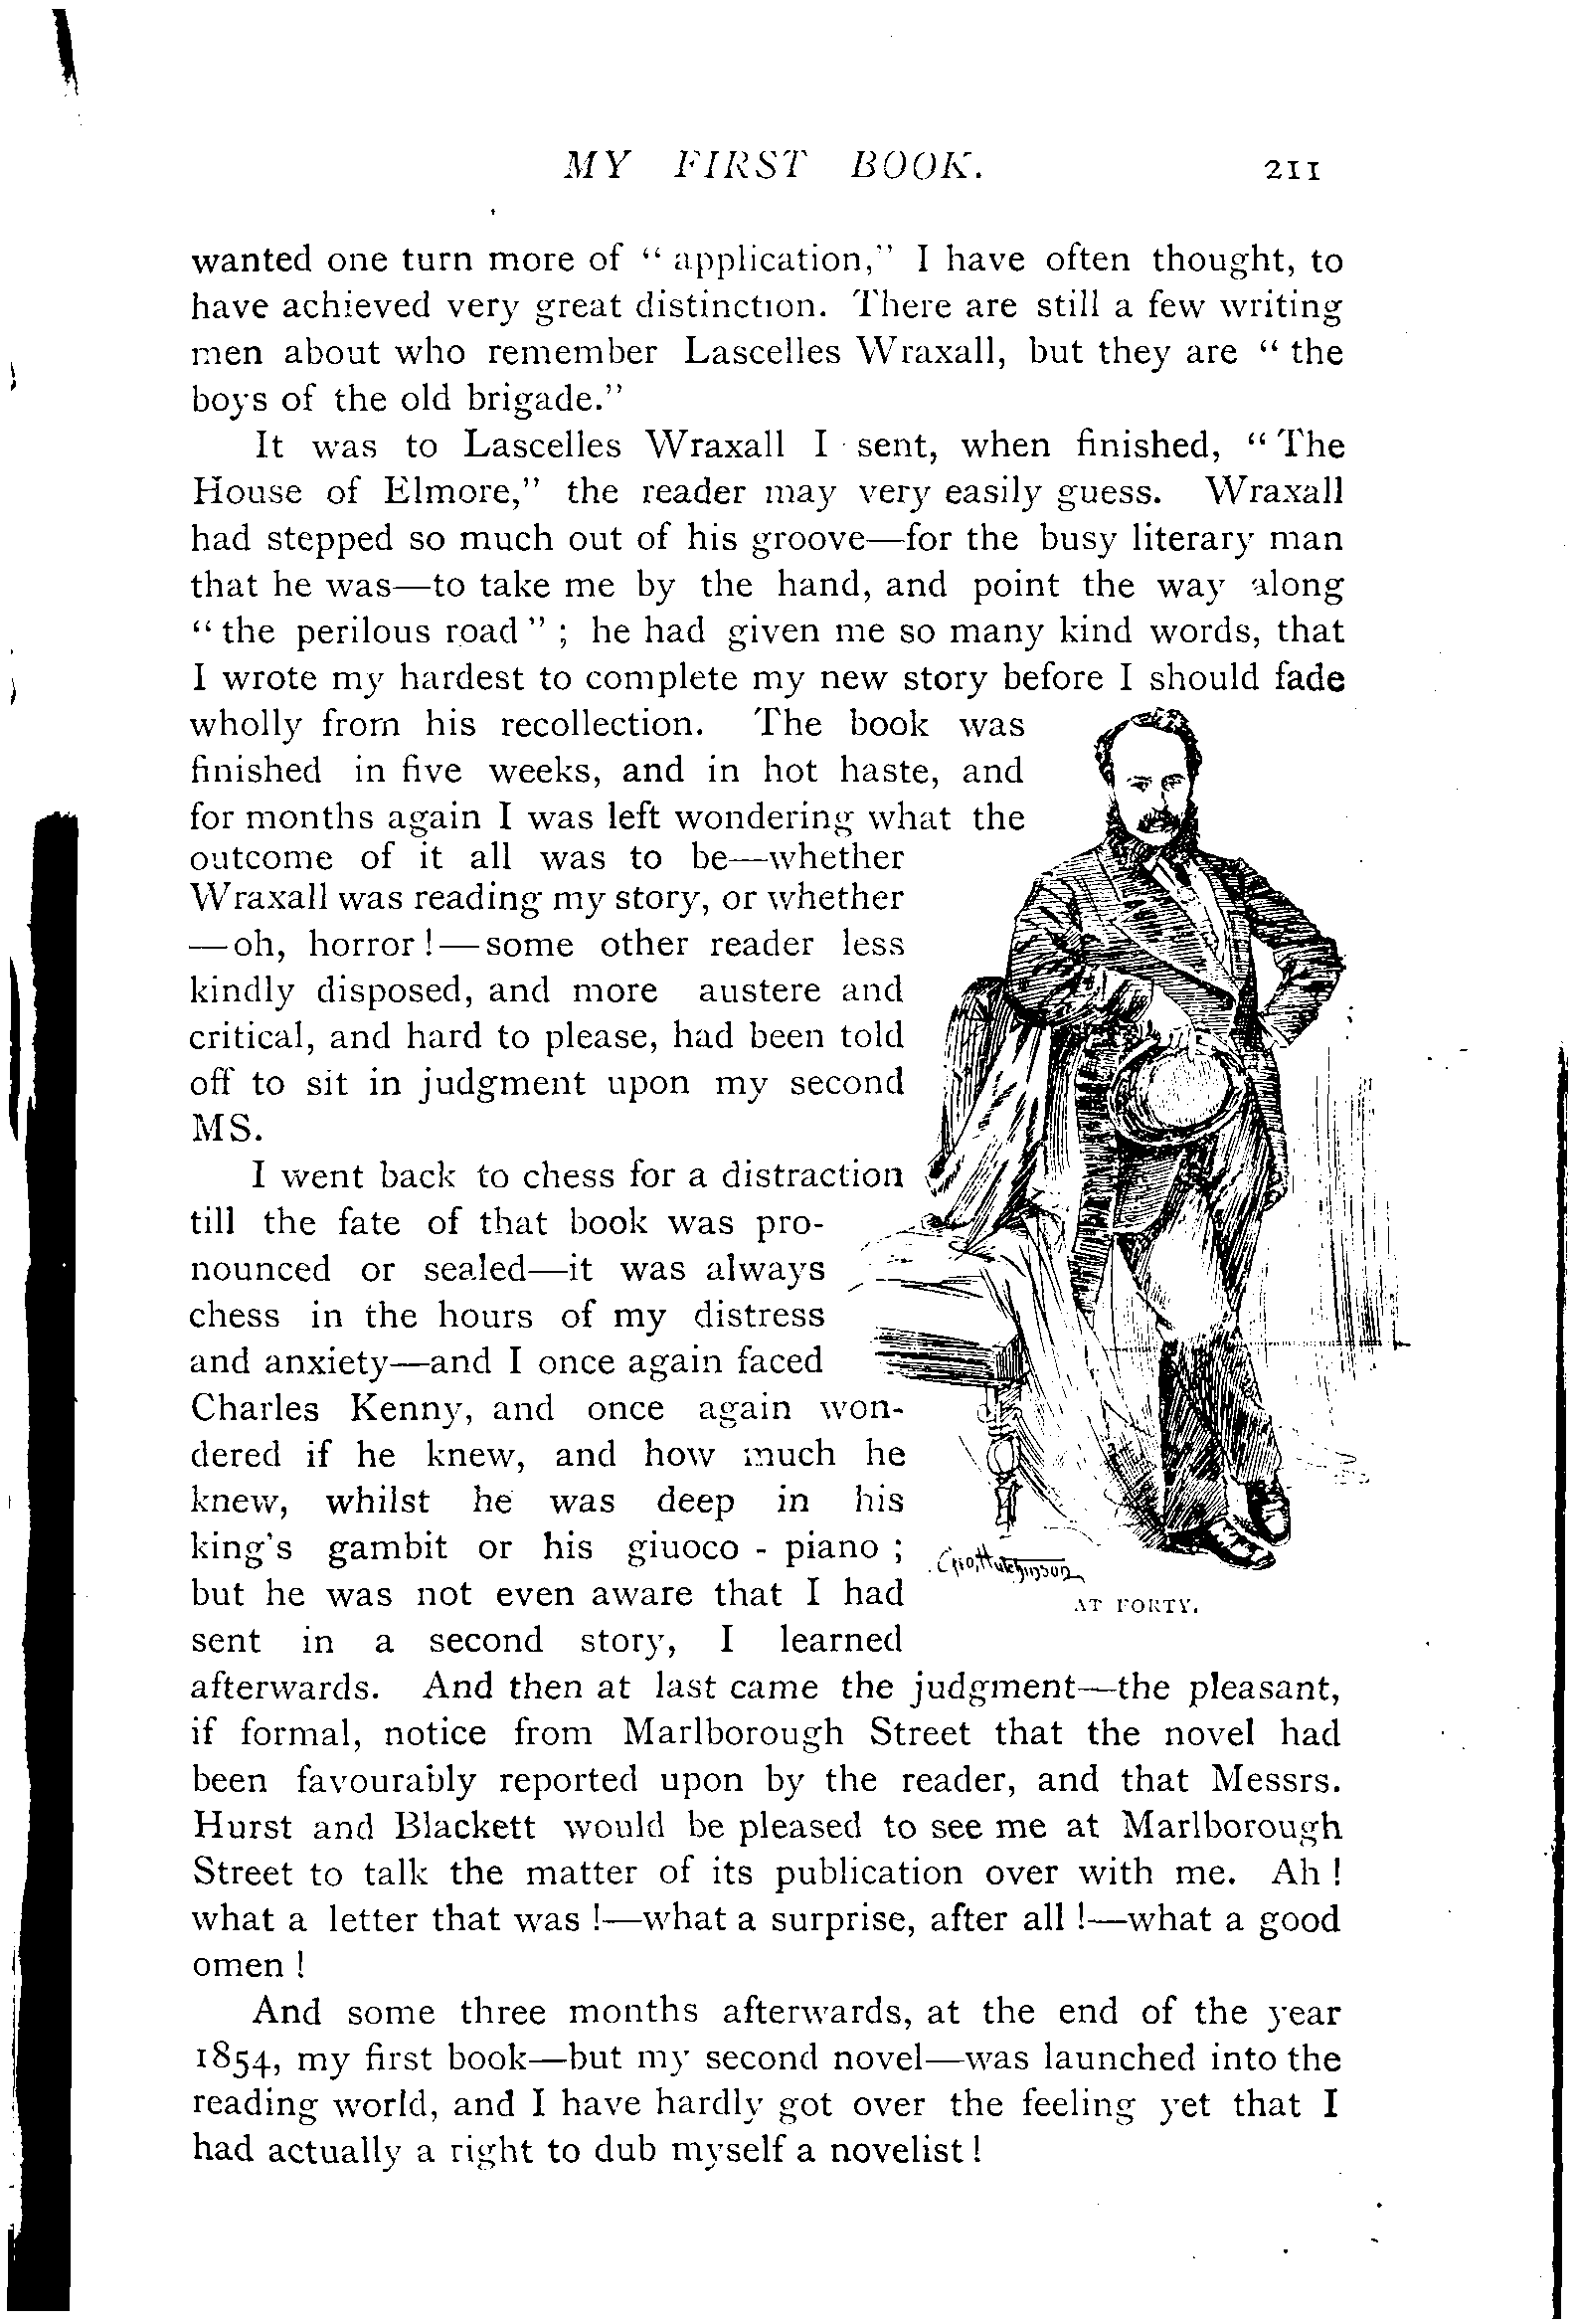 MY FIRST BOOK. 211
wanted one turn more of “ application,” I have often thought, to
have achieved very great distinction. There are still a few writing
men about who remember Lascelles Wraxall, but they are “ the
boys of the old brigade.”
It was to Lascelles Wraxall I sent, when finished, “ The
House of Elmore,” the reader may very easily guess. Wraxall
had stepped so much out of his groove—for the busy literary man
that he was—to take me by the hand, and point the way along
“ the perilous road ” ; he had given me so many kind words, that
I wrote my hardest to complete my new story before I should fade
wholly from his recollection. The book was
finished in five weeks, and in hot haste, and
for months again I was left wondering what the
outcome of it all was to be—whether
Wraxall was reading my story, or whether
—oh, horror!—some other reader less
kindly disposed, and more austere and
critical, and hard to please, had been told
off to sit in judgment upon my second
MS.
I went back to chess for a distraction
till the fate of that book was pro-
nounced or sealed—it was always
chess in the hours of my distress
and anxiety—and I once again faced
Charles Kenny, and once again won-
dered if he knew, and how much he
knew, whilst he was deep in his
king's gambit or his giuoco - piano ;
but he was not even aware that I had
sent in a second story, I learned
afterwards. And then at last came the judgment—the pleasant,
if formal, notice from Marlborough Street that the novel had
been favourably reported upon by the reader, and that Messrs.
Hurst and Blackett would be pleased to see me at Marlborough
Street to talk the matter of its publication over with me. Ah !
what a letter that was !—what a surprise, after all !—what a good
omen !
And some three months afterwards, at the end of the year
1854, my first book—but my second novel—was launched into the
reading world, and I have hardly got over the feeling yet that I
had actually a right to dub myself a novelist !
Geo. Hutchinson
AT FORTY.